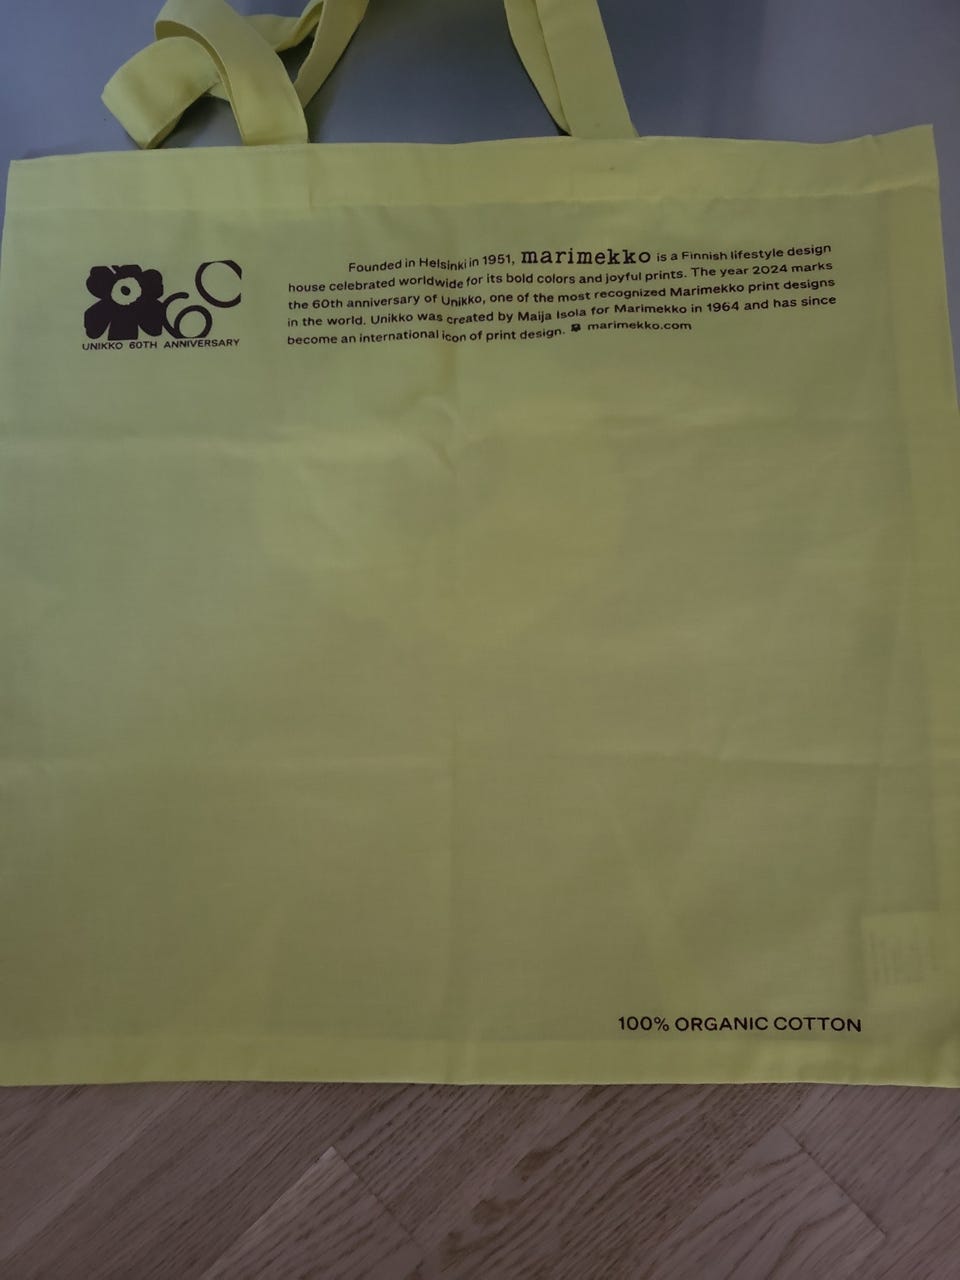 60
UNIKKO 60TH ANNIVERSARY
Founded in Helsinki in 1951, marimekko is a Finnish lifestyle design
house celebrated worldwide for its bold colors and joyful prints. The year 2024 marks
the 60th anniversary of Unikko, one of the most recognized Marimekko print designs
in the world. Unikko was created by Maija Isola for Marimekko in 1964 and has since
become an international icon of print design. marimekko.com
100% ORGANIC COTTON